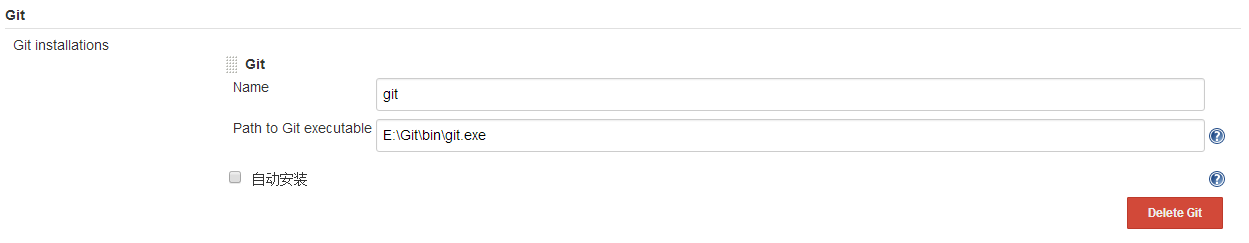 Git
Git installations
Git
Name
git
Path to Git executable
E:\Git\bin\git.exe
?
自动安装
?
Delete Git